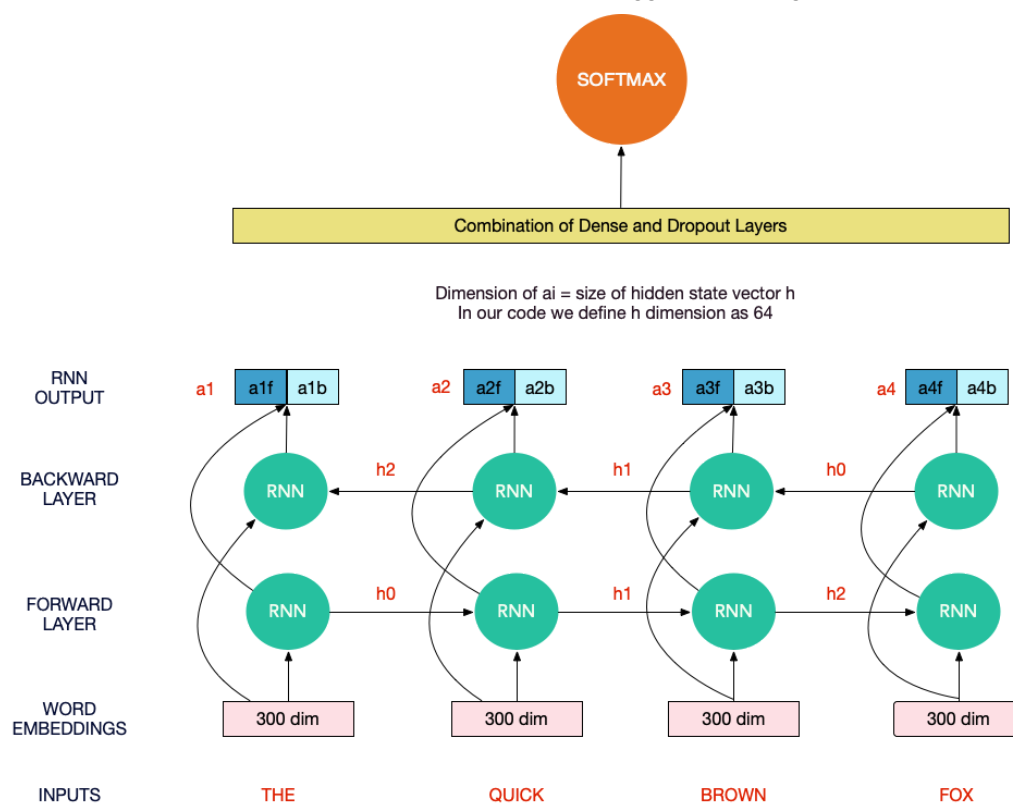 SOFTMAX
Combination of Dense and Dropout Layers
Dimension of ai = size of hidden state vector h
In our code we define h dimension as 64
RNN
OUTPUT
a1 a1f a1b a2 a2f a2b a3 a3f a3b a4 a4f a4b
BACKWARD
LAYER
RNN h2 RNN h1 RNN h0 RNN
FORWARD
LAYER
RNN h0 RNN h1 RNN h2 RNN
WORD
EMBEDDINGS
300 dim 300 dim 300 dim 300 dim
INPUTS THE QUICK BROWN FOX